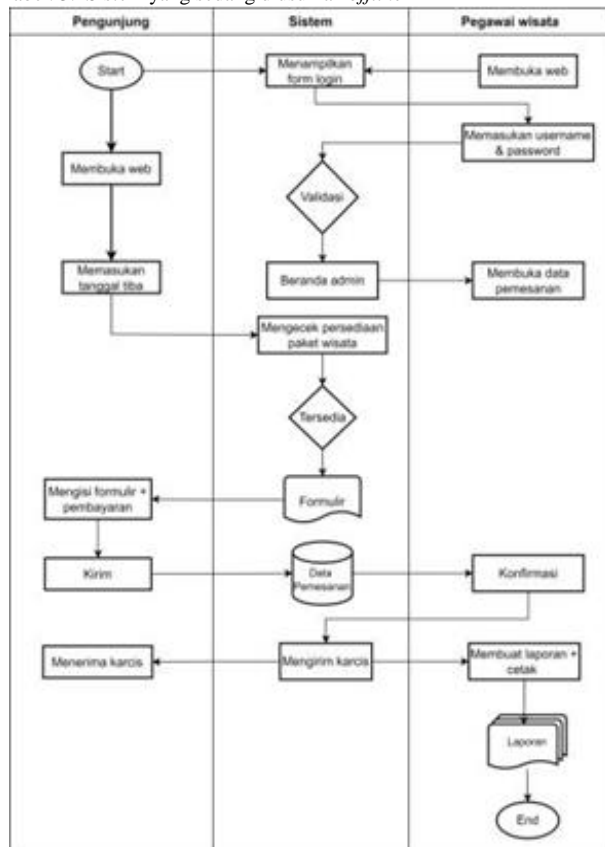 Pengunjung
Sistem
Pegawai wisata
Start
Menampilkan
form login
Membuka web
Memasukan username
& password
Membuka web
Validasi
Memasukan
tanggal tiba
Beranda admin
Membuka data
pemesanan
Mengecek persediaan
paket wisata
Tersedia
Mengisi formulir +
pembayaran
Formulir
Kirim
Data
Pemesanan
Konfirmasi
Menerima karcis
Mengirim karcis
Membuat laporan +
cetak
Laporan
End